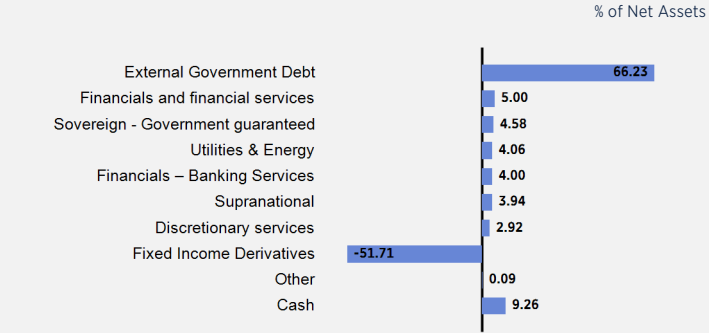 % of Net Assets
External Government Debt 66.23
Financials and financial services 5.00
Sovereign - Government guaranteed 4.58
Utilities & Energy 4.06
Financials – Banking Services 4.00
Supranational 3.94
Discretionary services 2.92
Fixed Income Derivatives -51.71
Other 0.09
Cash 9.26